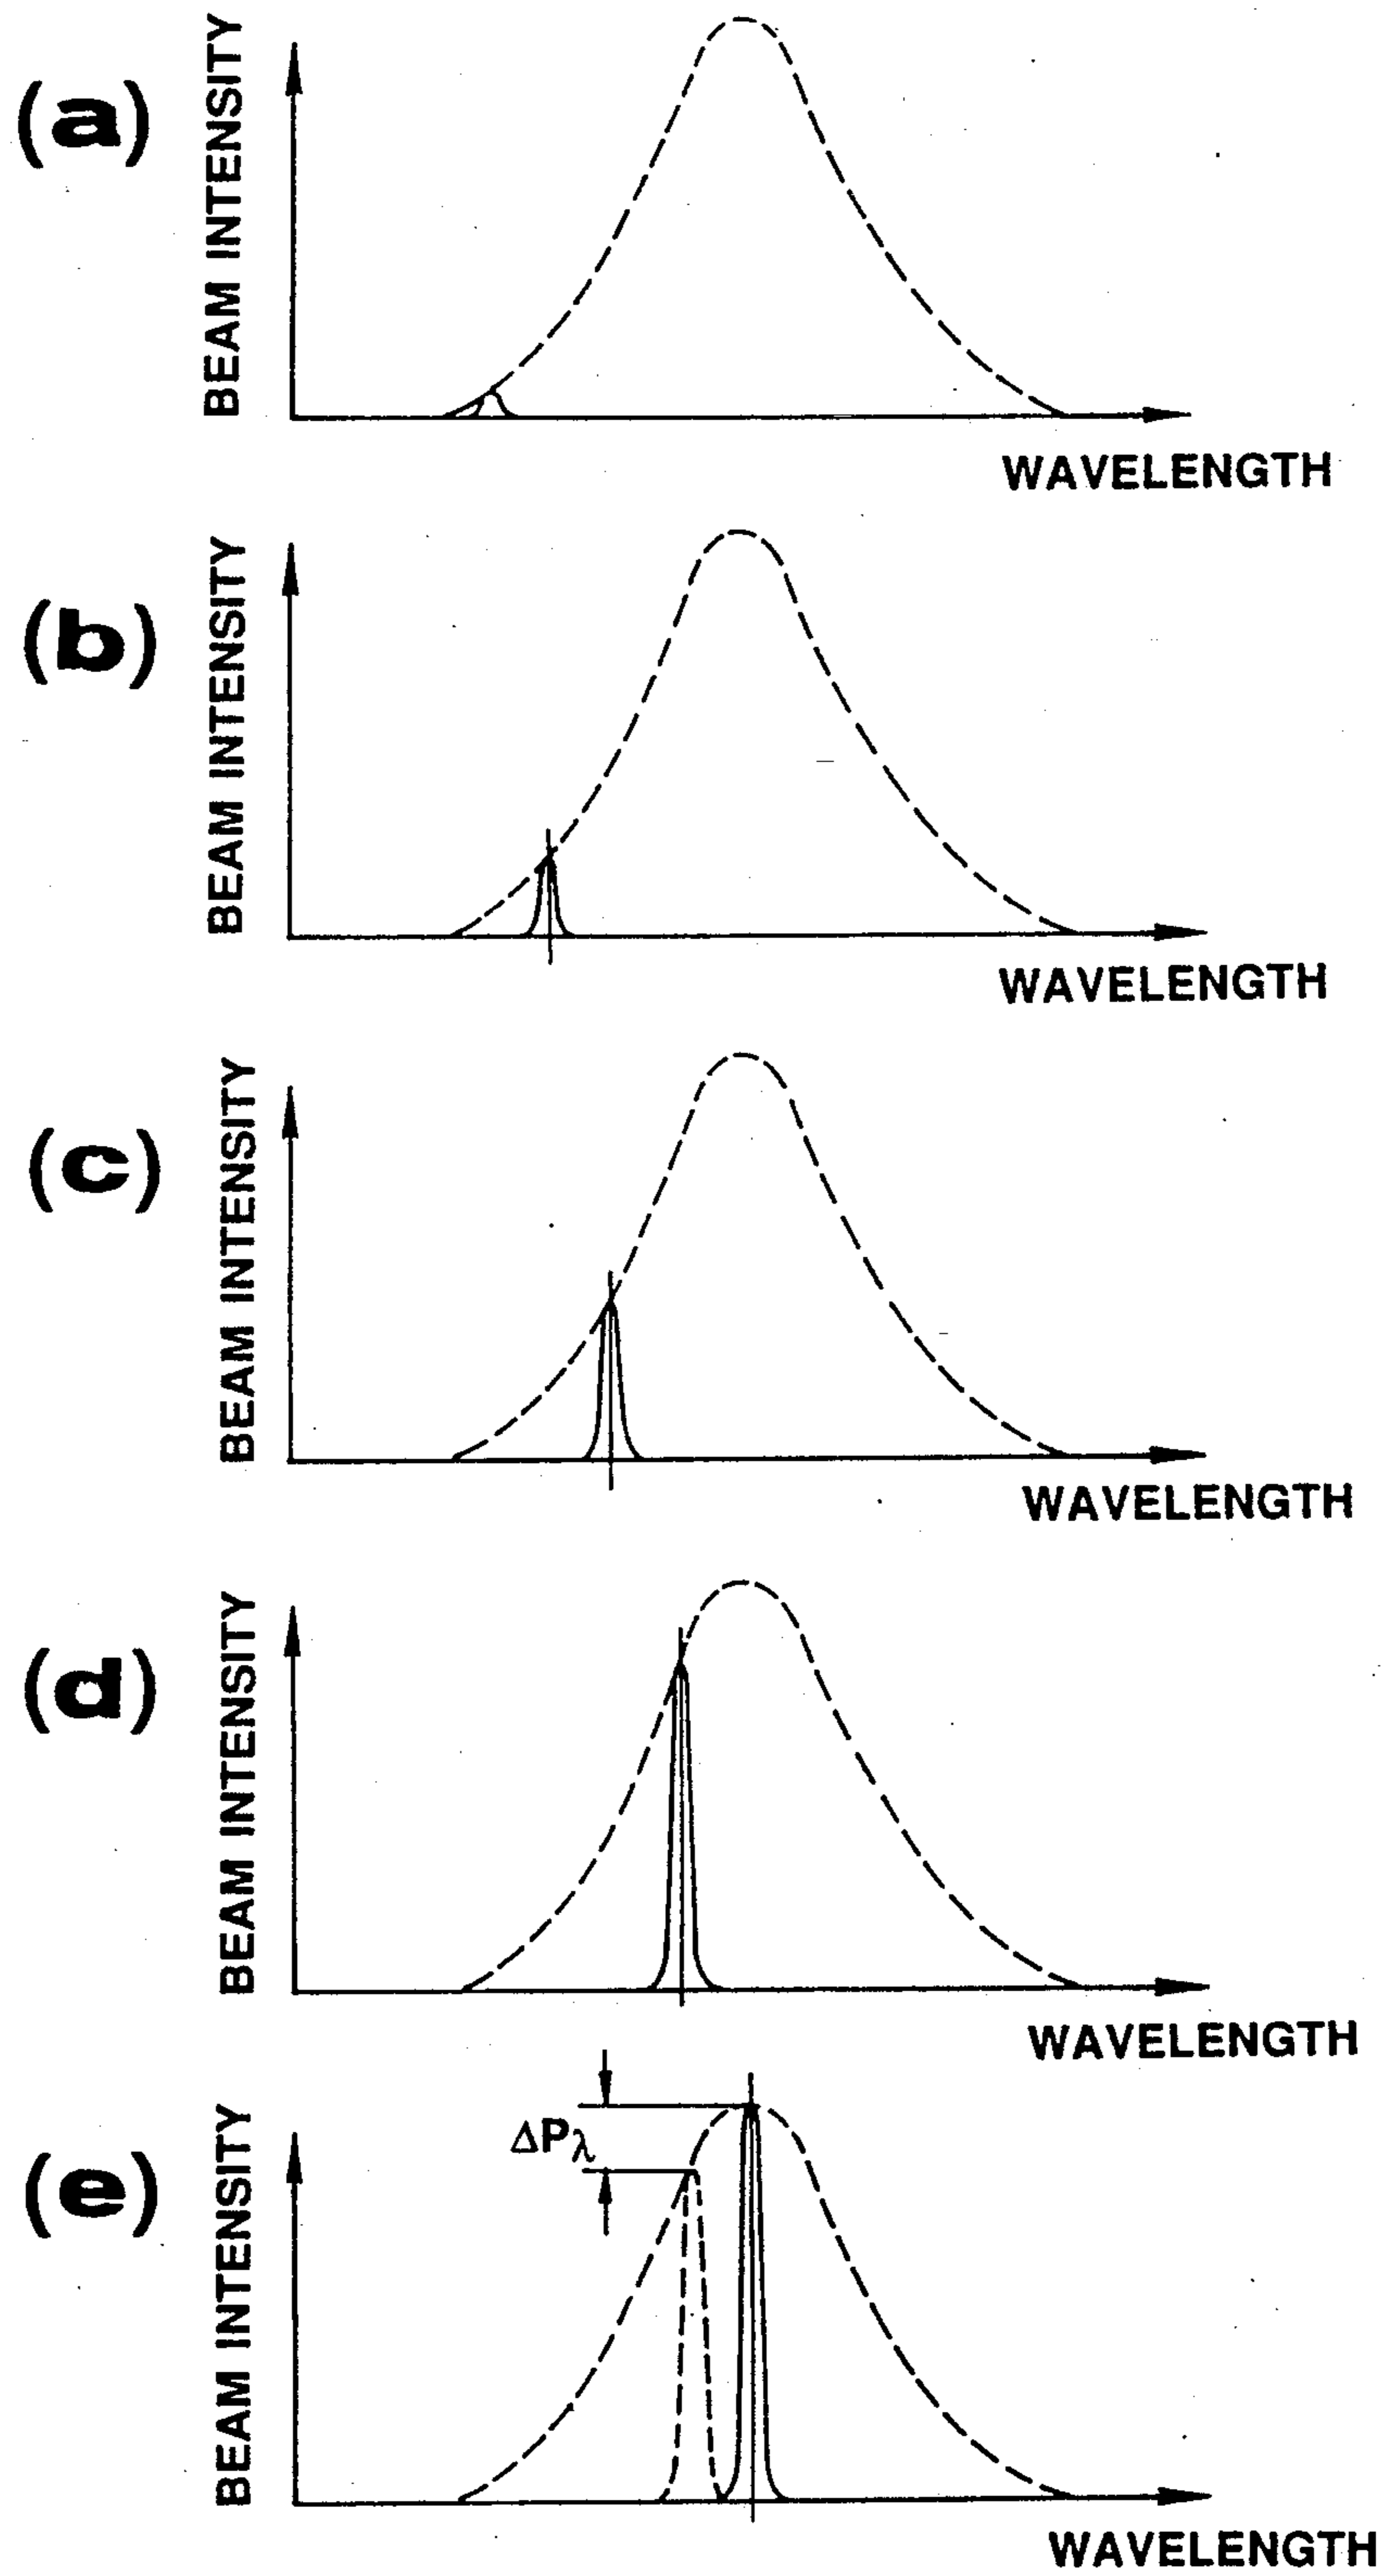 (a)
BEAM INTENSITY
WAVELENGTH
(b)
BEAM INTENSITY
WAVELENGTH
(c)
BEAM INTENSITY
WAVELENGTH
(d)
BEAM INTENSITY
WAVELENGTH
(e)
BEAM INTENSITY
ΔPλ
WAVELENGTH